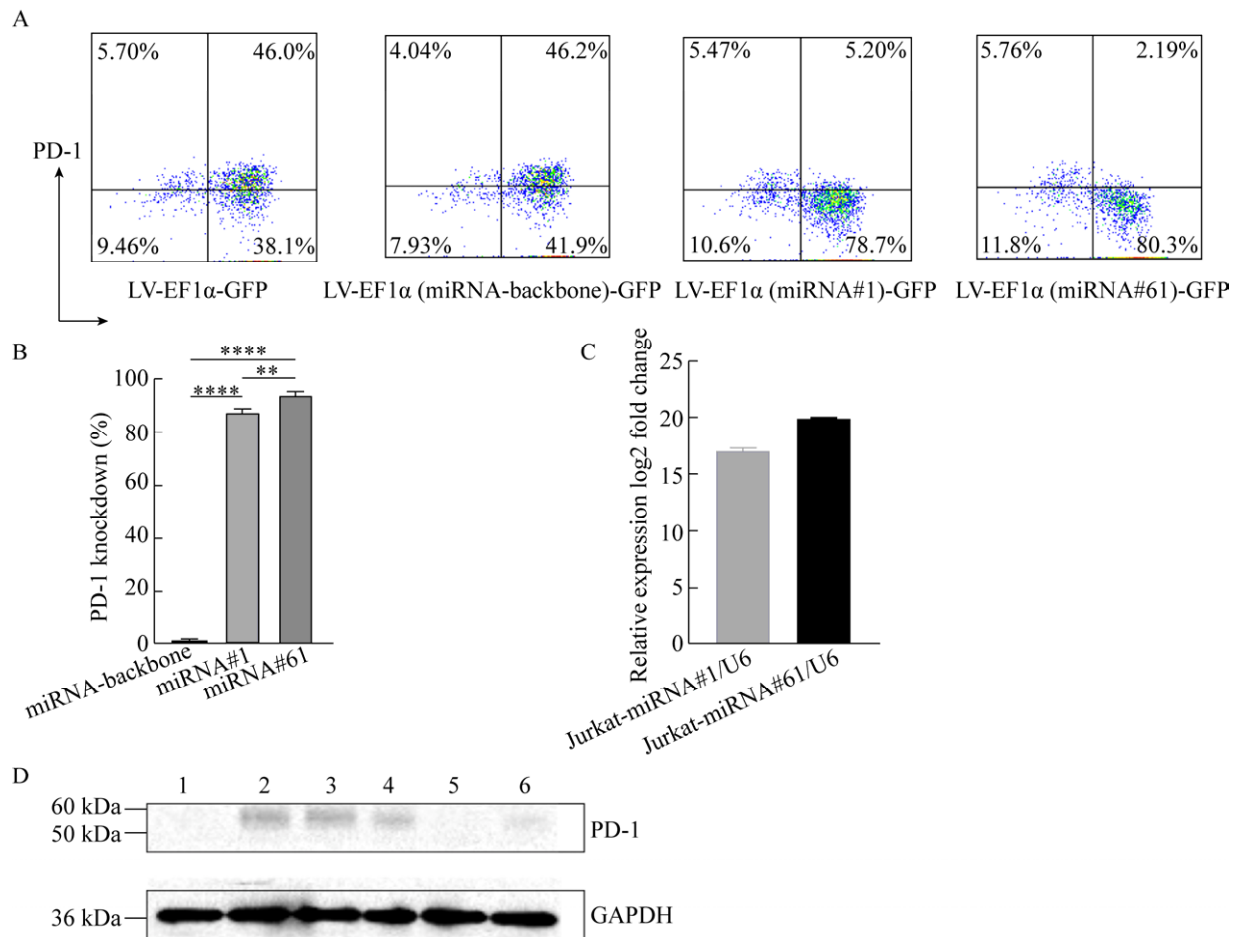 A
5.70% 46.0% 4.04% 46.2% 5.47% 5.20% 5.76% 2.19%
PD-1
9.46% 38.1% 7.93% 41.9% 10.6% 78.7% 11.8% 80.3%
LV-EF1α-GFP LV-EF1α (miRNA-backbone)-GFP LV-EF1α (miRNA#1)-GFP LV-EF1α (miRNA#61)-GFP
B
****
**** **
100
80
60
40
20
0
PD-1 knockdown (%)
miRNA-backbone
miRNA#1
miRNA#61
C
25
20
15
10
5
0
Relative expression log2 fold change
Jurkat-miRNA#1/U6
Jurkat-miRNA#61/U6
D
1 2 3 4 5 6
60 kDa
50 kDa
PD-1
36 kDa
GAPDH